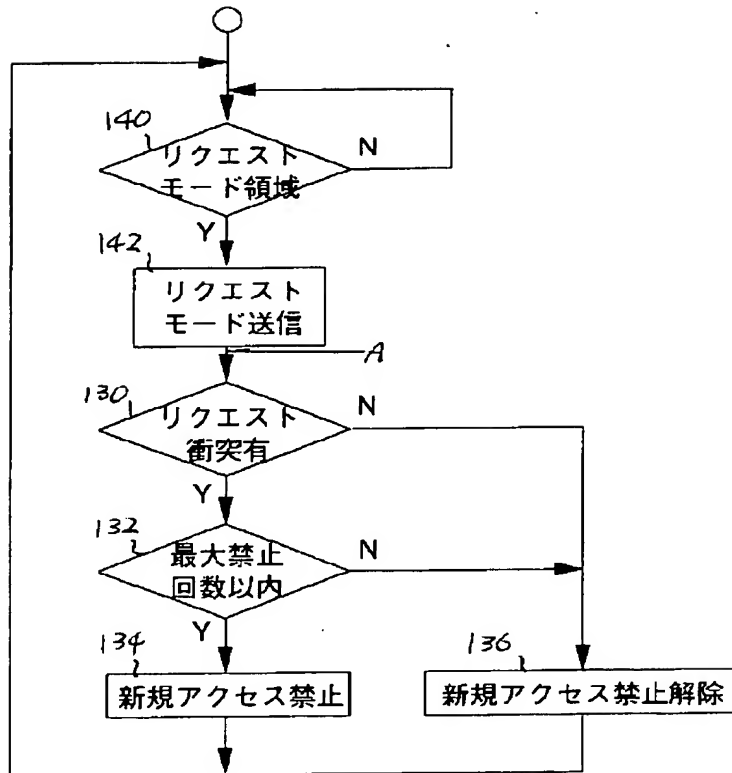 140
リクエスト
モード領域
N
Y
142
リクエスト
モード送信
A
130
リクエスト
衝突有
N
Y
132
最大禁止
回数以内
N
Y
134
新規アクセス禁止
136
新規アクセス禁止解除